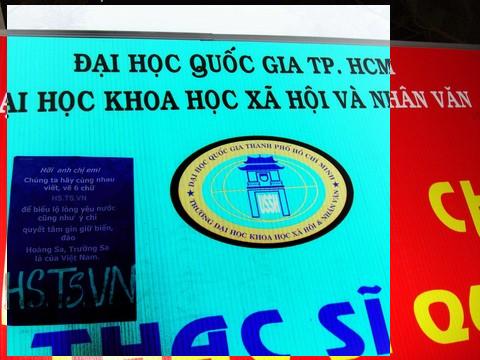 ĐẠI HỌC QUỐC GIA TP. HCM
ẠI HỌC KHOA HỌC XÃ HỘI VÀ NHÂN VĂN
ĐẠI HỌC QUỐC GIA THÀNH PHỐ HỒ CHÍ MINH
USSH
TRƯỜNG ĐẠI HỌC KHOA HỌC XÃ HỘI & NHÂN VĂN
Hỡi anh chị em!
Chúng ta hãy cùng nhau
viết, vẽ 6 chữ
HS.TS.VN
để biểu lộ lòng yêu nước
cũng như ý chí
quyết tâm gìn giữ biển,
đảo
Hoàng Sa, Trường Sa
là của Việt Nam.
HS.TS.VN
THẠC SĨ